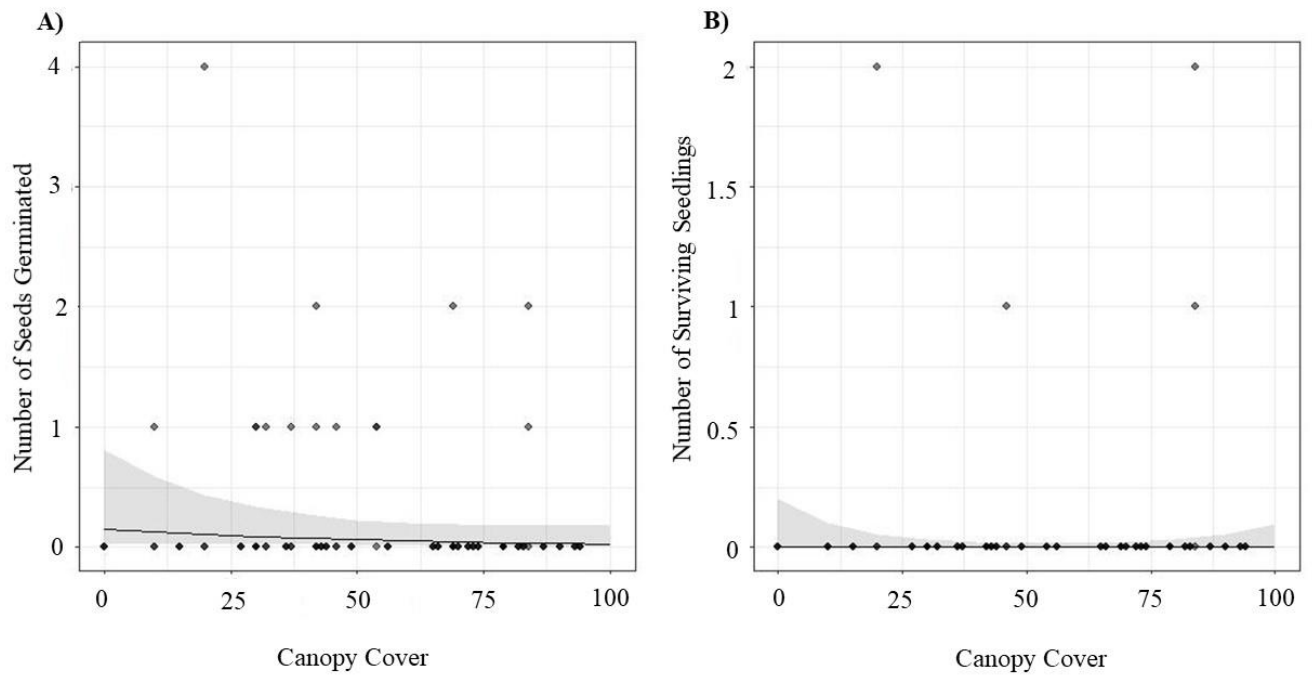 A)
Number of Seeds Germinated
4
3
2
1
0
0 25 50 75 100
Canopy Cover
B)
Number of Surviving Seedlings
2
1.5
1
0.5
0
0 25 50 75 100
Canopy Cover